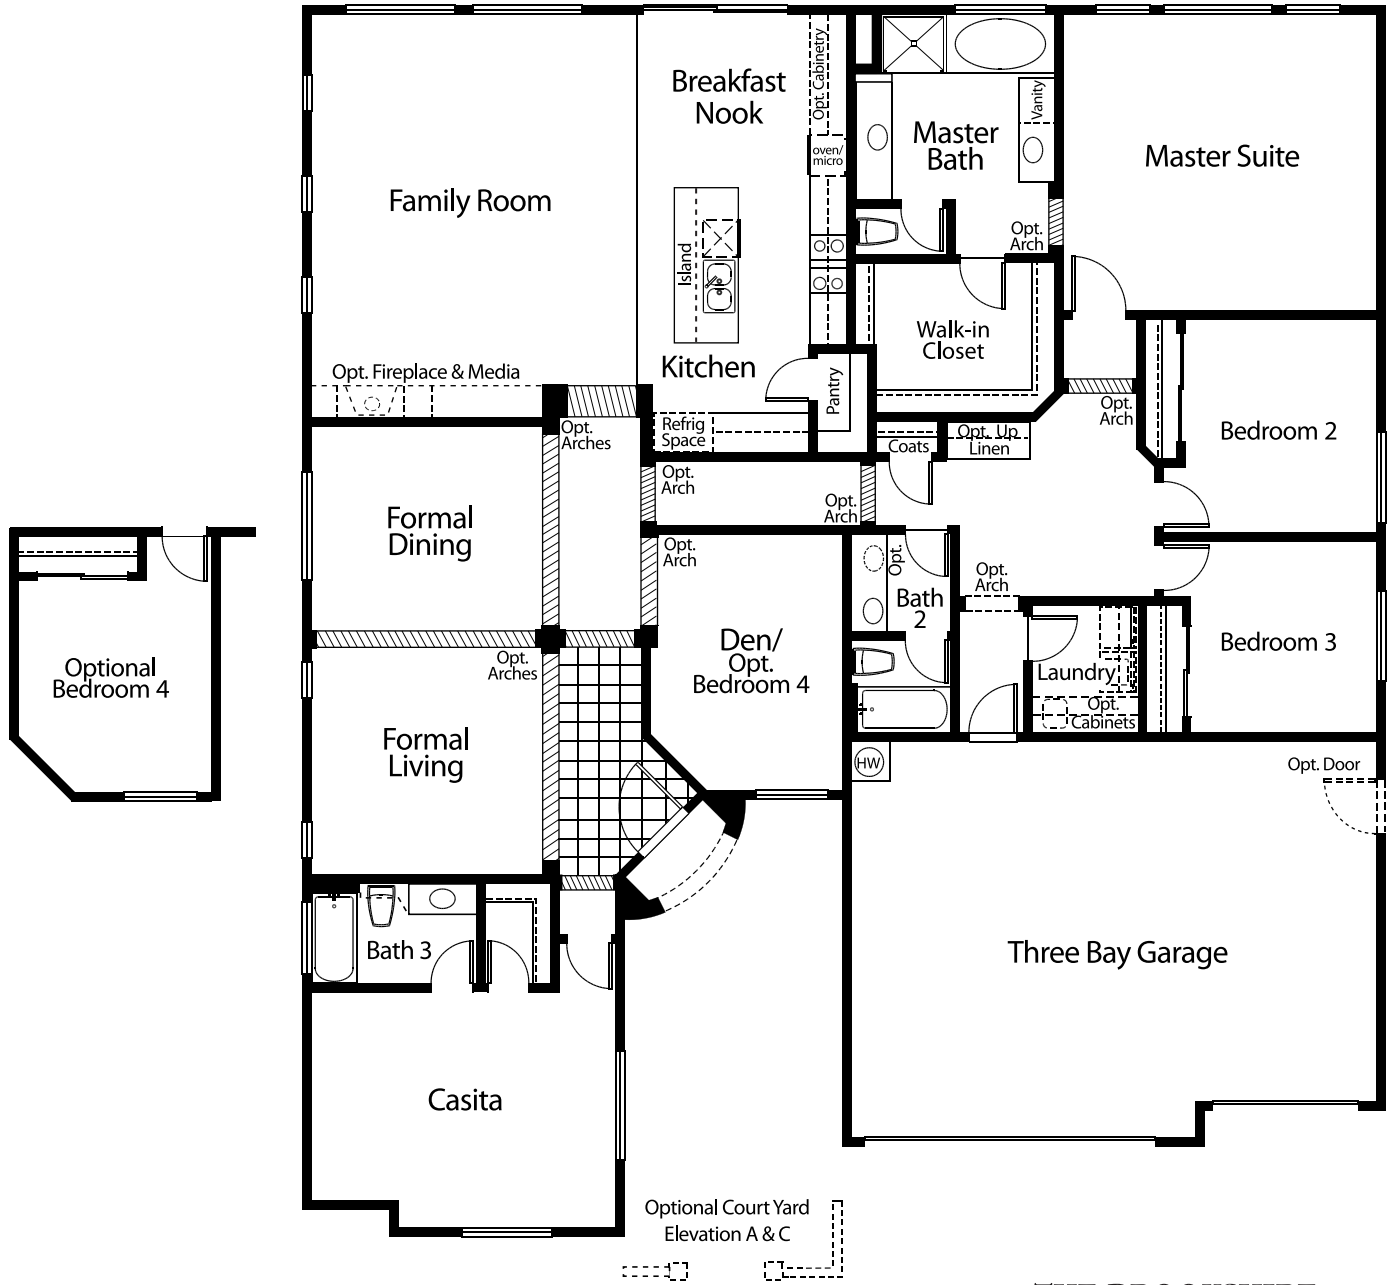 Breakfast
Nook
Opt. Cabinetry
oven/
micro
Family Room
Island
Kitchen
Pantry
Opt. Fireplace & Media
Refrig
Space
Master
Bath
Vanity
Opt.
Arch
Master Suite
Walk-in
Closet
Opt.
Arch
Bedroom 2
Coats
Opt. Up
Linen
Opt.
Arches
Opt.
Arch
Opt.
Arch
Formal
Dining
Opt.
Arch
Opt.
Bath
2
Opt.
Arch
Den/
Opt.
Bedroom 4
Laundry
Opt.
Cabinets
Bedroom 3
Optional
Bedroom 4
Opt.
Arches
Formal
Living
HW
Opt. Door
Bath 3
Three Bay Garage
Casita
Optional Court Yard
Elevation A & C